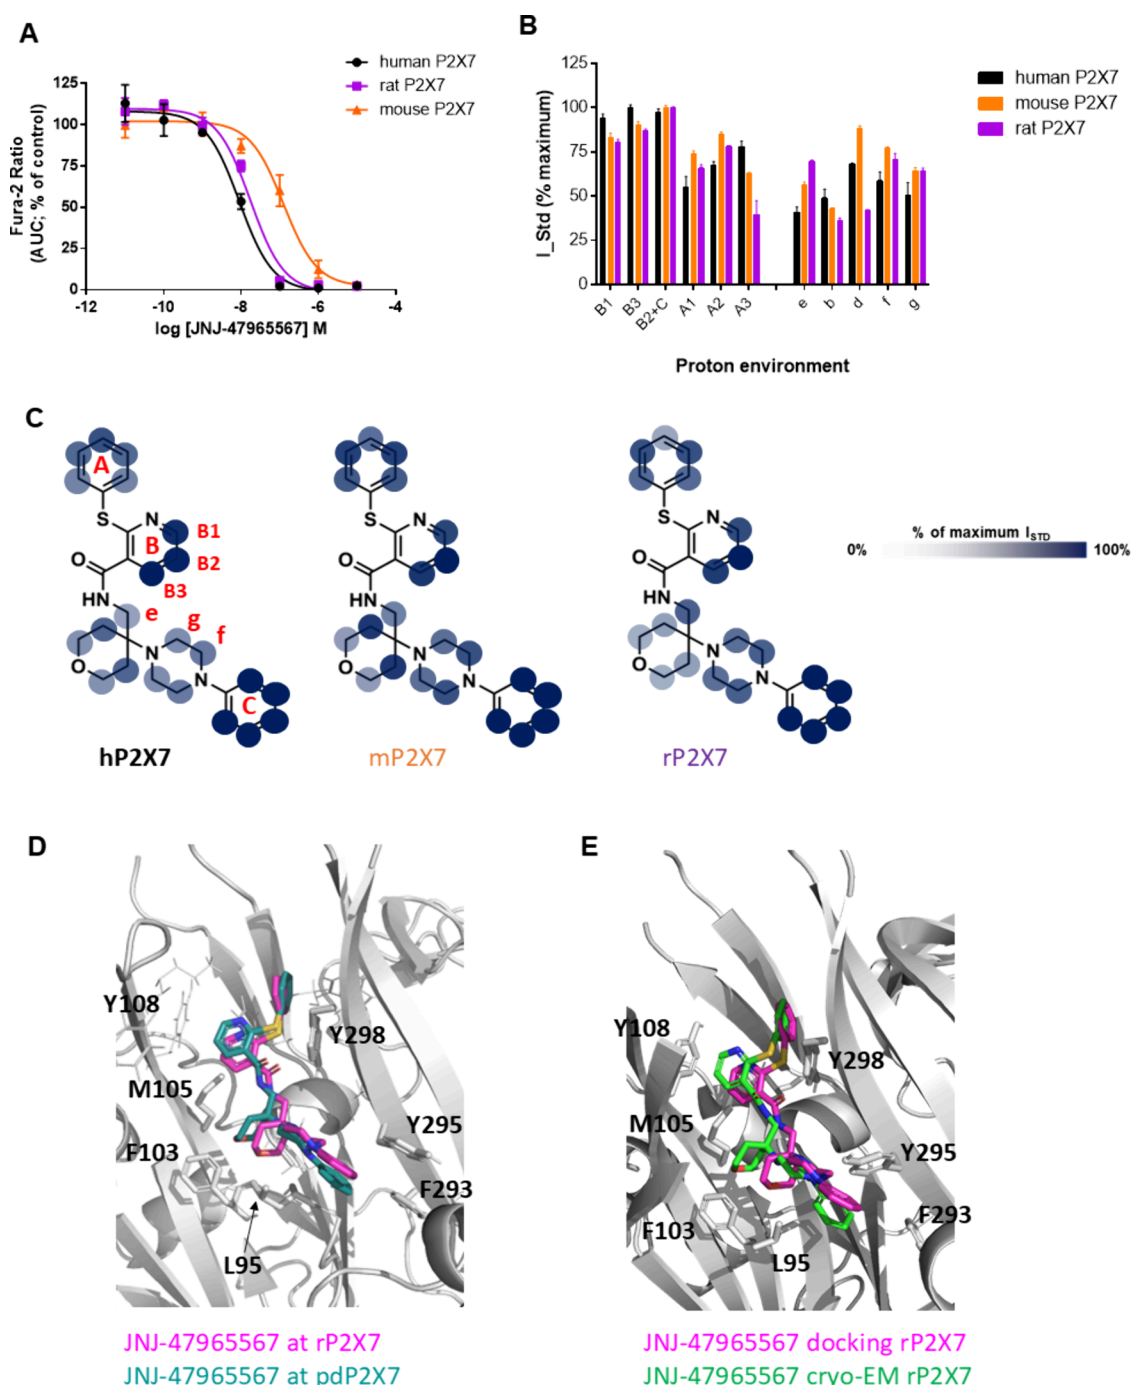 A
human P2X7
rat P2X7
mouse P2X7
125
100
75
50
25
0
-12
-10
-8
-6
-4
Fura-2 Ratio
(AUC; % of control)
log [JNJ-47965567] M
B
human P2X7
mouse P2X7
rat P2X7
125
100
75
50
25
0
I_Std (% maximum)
B1
B3
B2+C
A1
A2
A3
e
b
d
f
g
Proton environment
C
A
S
N
B1
B
B2
O
HN
B3
e
g
f
N
O
N
C
hP2X7
S
N
O
HN
N
O
N
mP2X7
S
N
O
HN
N
O
N
rP2X7
% of maximum I_STD
0%
100%
D
Y108
Y298
M105
Y295
F103
F293
L95
JNJ-47965567 at rP2X7
JNJ-47965567 at pdP2X7
E
Y108
Y298
M105
Y295
F103
F293
L95
JNJ-47965567 docking rP2X7
JNJ-47965567 cryo-EM rP2X7